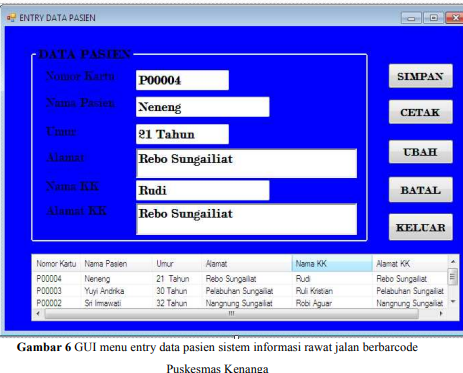 ENTRY DATA PASIEN
DATA PASIEN
Nomor Kartu P00004
Nama Pasien Neneng
Umur 21 Tahun
Alamat Rebo Sungailiat
Nama KK Rudi
Alamat KK Rebo Sungailiat
SIMPAN
CETAK
UBAH
BATAL
KELUAR
Nomor Kartu Nama Pasien Umur Alamat Nama KK Alamat KK
P00004 Neneng 21 Tahun Rebo Sungailiat Rudi Rebo Sungailiat
P00003 Yuyi Andrika 30 Tahun Pelabuhan Sungailiat Ruli Kristian Pelabuhan Sungailiat
P00002 Sri Imawati 32 Tahun Nangnung Sungailiat Robi Aguar Nangnung Sungailiat
Gambar 6 GUI menu entry data pasien sistem informasi rawat jalan berbarcode
Puskesmas Kenanga